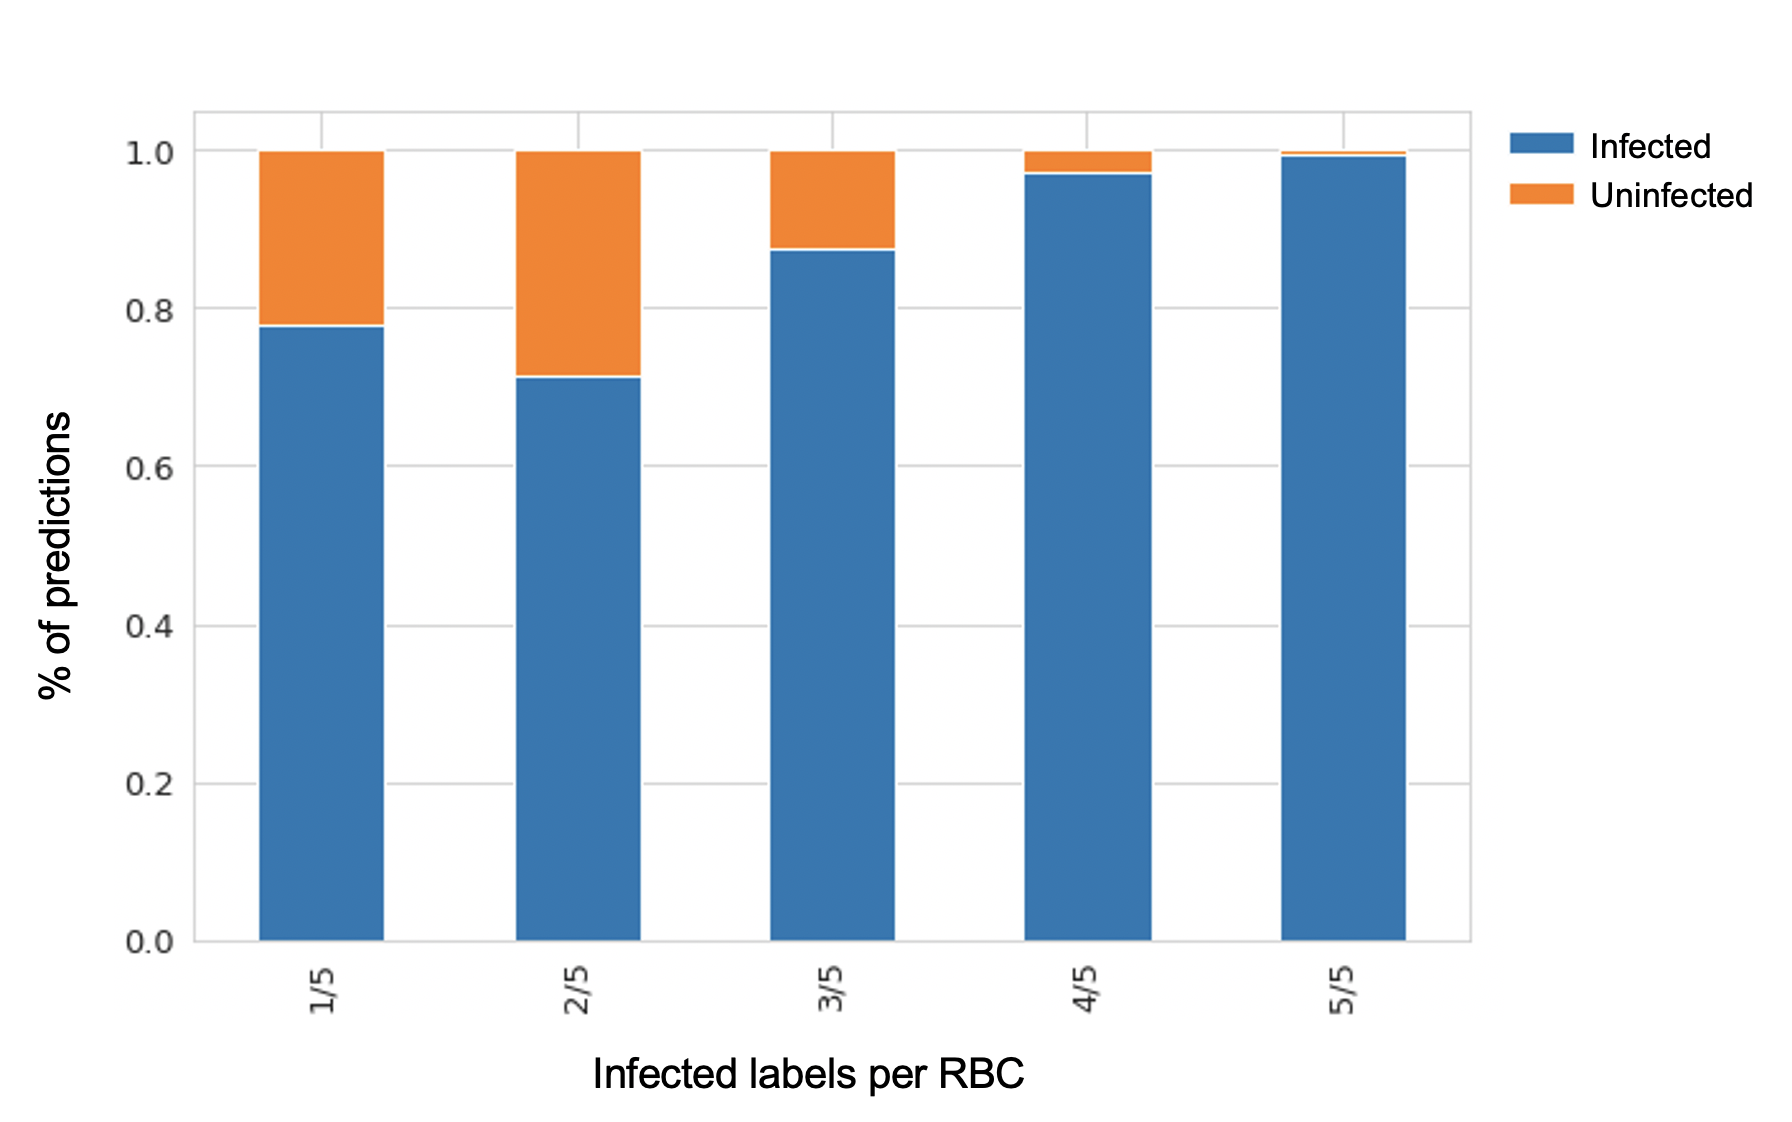 1.0
0.8
0.6
0.4
0.2
0.0
% of predictions
1/5
2/5
3/5
4/5
5/5
Infected labels per RBC
Infected
Uninfected